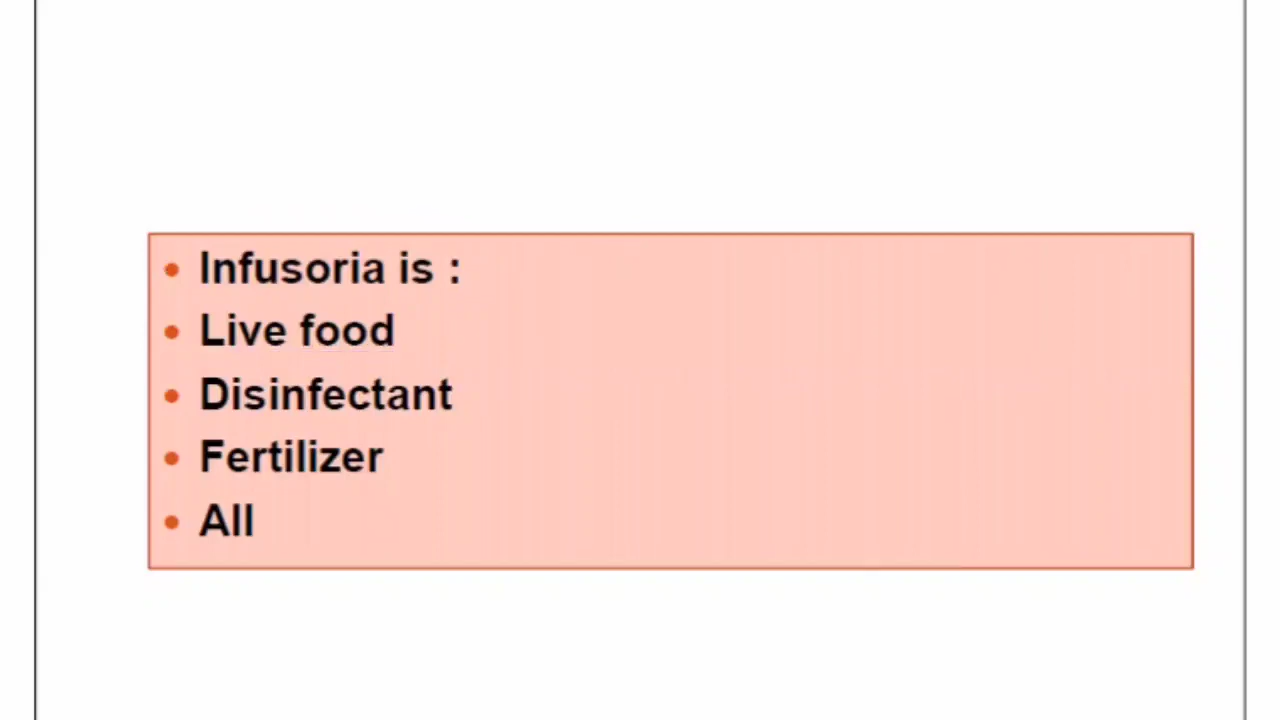 • Infusoria is :
• Live food
• Disinfectant
• Fertilizer
• All